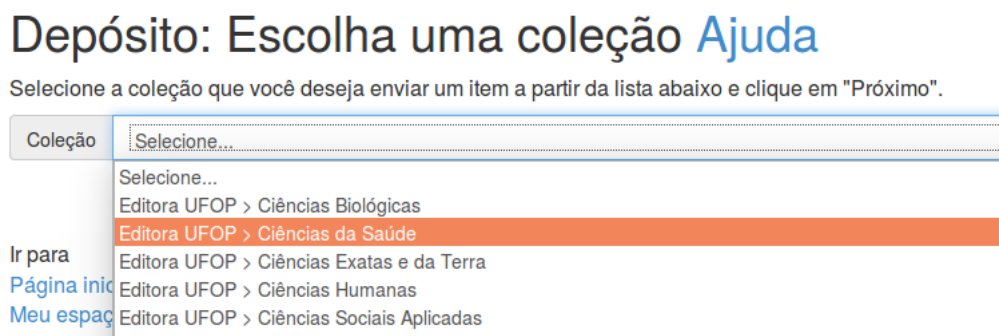 Depósito: Escolha uma coleção Ajuda
Selecione a coleção que você deseja enviar um item a partir da lista abaixo e clique em "Próximo".
Coleção Selecione...
Selecione...
Editora UFOP > Ciências Biológicas
Editora UFOP > Ciências da Saúde
Ir para
Editora UFOP > Ciências Exatas e da Terra
Página
Editora UFOP > Ciências Humanas
Meu
Editora UFOP > Ciências Sociais Aplicadas